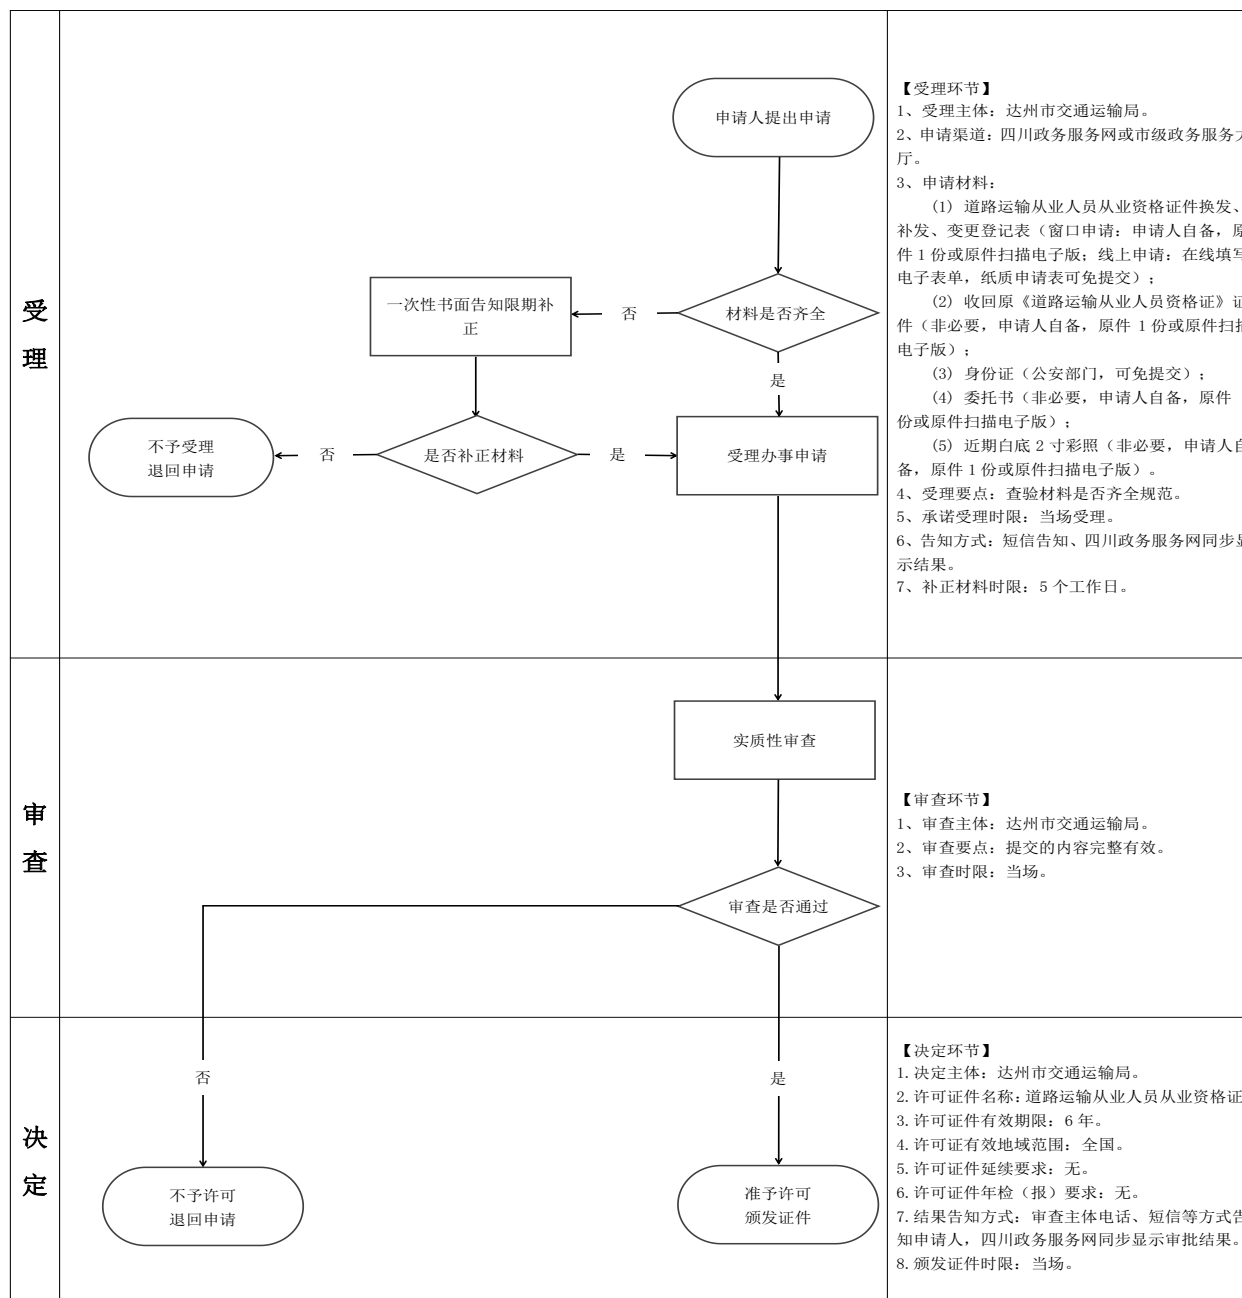 受
理
申请人提出申请
材料是否齐全
否
一次性书面告知限期补
正
是
不予受理
退回申请
否
是否补正材料
是
受理办事申请
【受理环节】
1、受理主体：达州市交通运输局。
2、申请渠道：四川政务服务网或市级政务服务大
厅。
3、申请材料：
(1) 道路运输从业人员从业资格证件换发、
补发、变更登记表（窗口申请：申请人自备，原
件 1 份或原件扫描电子版；线上申请：在线填写
电子表单，纸质申请表可免提交）；
(2) 收回原《道路运输从业人员资格证》证
件（非必要，申请人自备，原件 1 份或原件扫描
电子版）；
(3) 身份证（公安部门，可免提交）；
(4) 委托书（非必要，申请人自备，原件
份或原件扫描电子版）；
(5) 近期白底 2 寸彩照（非必要，申请人自
备，原件 1 份或原件扫描电子版）。
4、受理要点：查验材料是否齐全规范。
5、承诺受理时限：当场受理。
6、告知方式：短信告知、四川政务服务网同步显
示结果。
7、补正材料时限：5 个工作日。
审
查
实质性审查
审查是否通过
【审查环节】
1、审查主体：达州市交通运输局。
2、审查要点：提交的内容完整有效。
3、审查时限：当场。
决
定
否
是
不予许可
退回申请
准予许可
颁发证件
【决定环节】
1.决定主体：达州市交通运输局。
2.许可证件名称：道路运输从业人员从业资格证
3.许可证件有效期限：6 年。
4.许可证有效地域范围：全国。
5.许可证件延续要求：无。
6.许可证件年检（报）要求：无。
7.结果告知方式：审查主体电话、短信等方式告
知申请人，四川政务服务网同步显示审批结果。
8.颁发证件时限：当场。